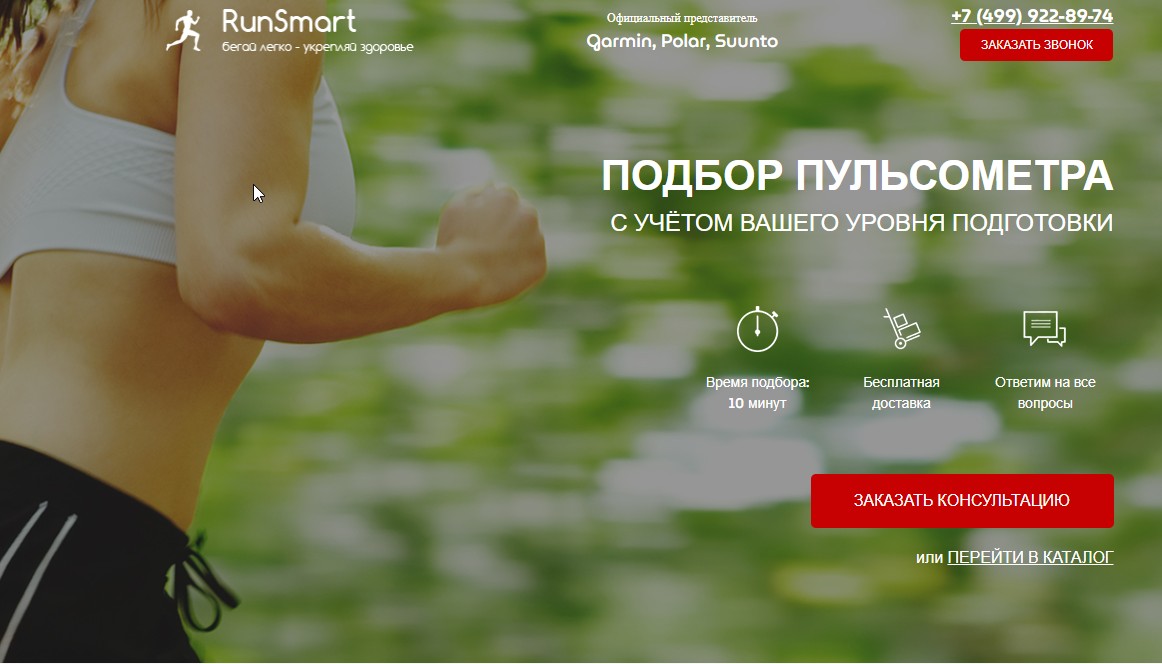 RunSmart
бегай легко - укрепляй здоровье
Официальный представитель
Garmin, Polar, Suunto
+7 (499) 922-89-74
ЗАКАЗАТЬ ЗВОНОК
ПОДБОР ПУЛЬСОМЕТРА
С УЧЁТОМ ВАШЕГО УРОВНЯ ПОДГОТОВКИ
Время подбора:
10 минут
Бесплатная
доставка
Ответим на все
вопросы
ЗАКАЗАТЬ КОНСУЛЬТАЦИЮ
или ПЕРЕЙТИ В КАТАЛОГ